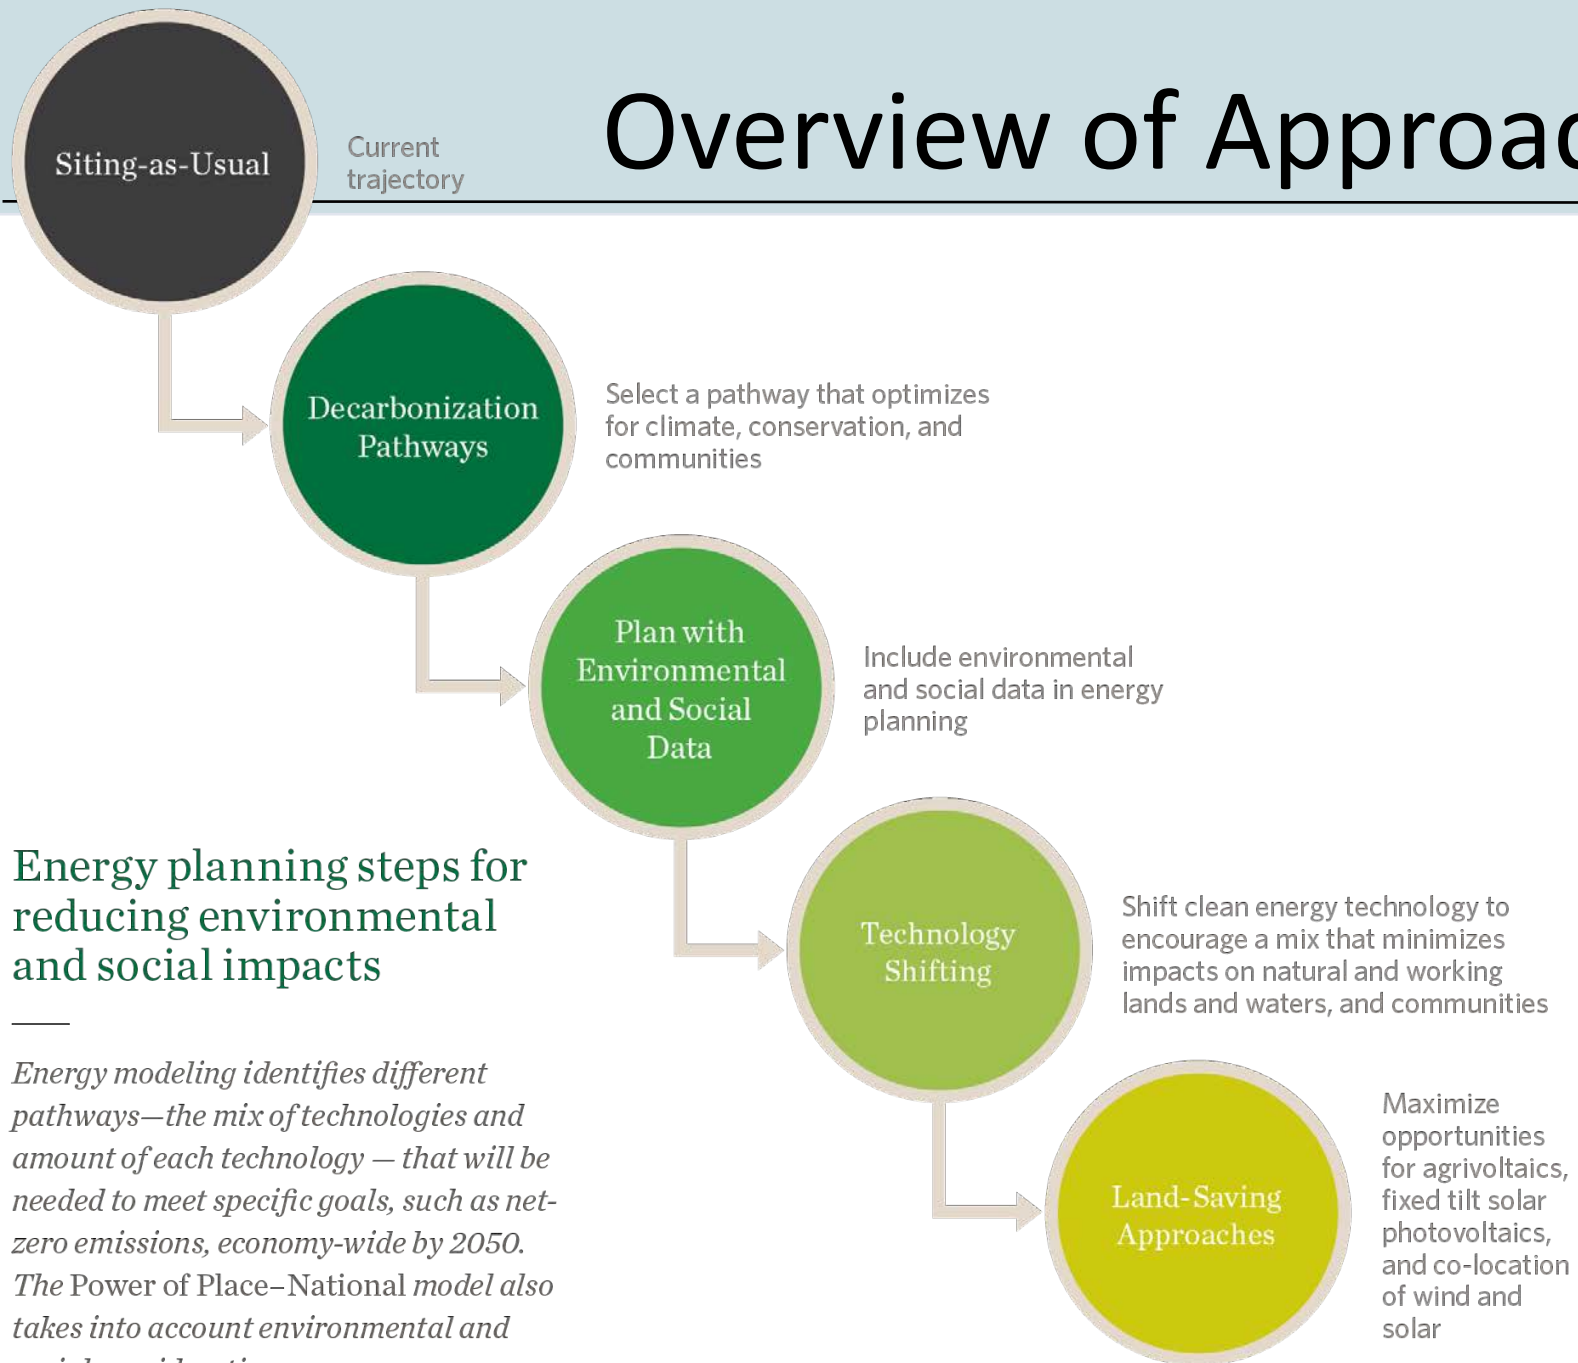 Overview of
Siting-as-Usual
Current
trajectory
Decarbonization
Pathways
Select a pathway that optimizes
for climate, conservation, and
communities
Plan with
Environmental
and Social
Data
Include environmental
and social data in energy
planning
Technology
Shifting
Shift clean energy technology to
encourage a mix that minimizes
impacts on natural and working
lands and waters, and communities
Land-Saving
Approaches
Maximize
opportunities
for agrivoltaics,
fixed tilt solar
photovoltaics,
and co-location
of wind and
solar
Energy planning steps for
reducing environmental
and social impacts
Energy modeling identifies different
pathways—the mix of technologies and
amount of each technology — that will be
needed to meet specific goals, such as net-
zero emissions, economy-wide by 2050.
The Power of Place–National model also
takes into account environmental and